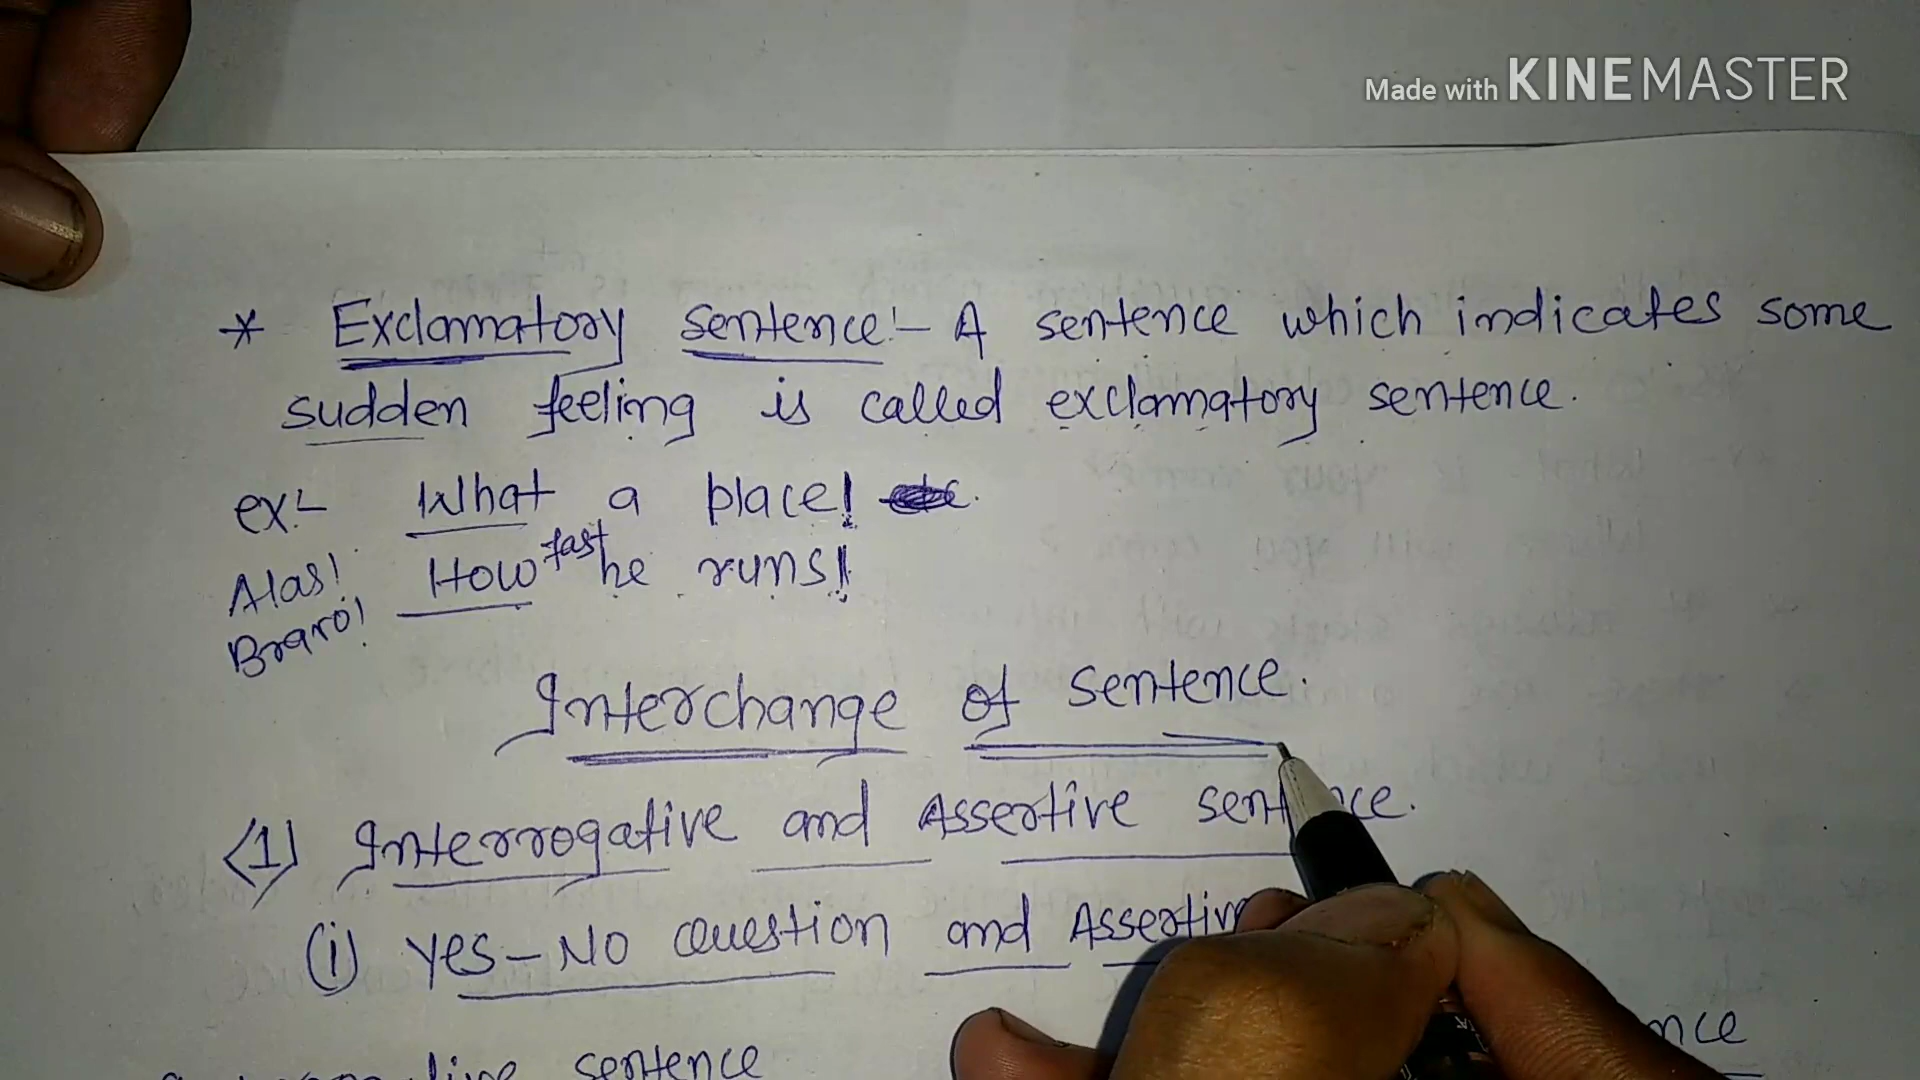 Made with KINEMASTER
* Exclamatory sentence:- A sentence which indicates some
sudden feeling is called exclamatory sentence.
ex:- What a place!
Alas! How fast he runs!
Bravo!
Interchange of sentence.
<1> Interrogative and Assertive sentence.
(i) Yes-No question and Assertive
sentence